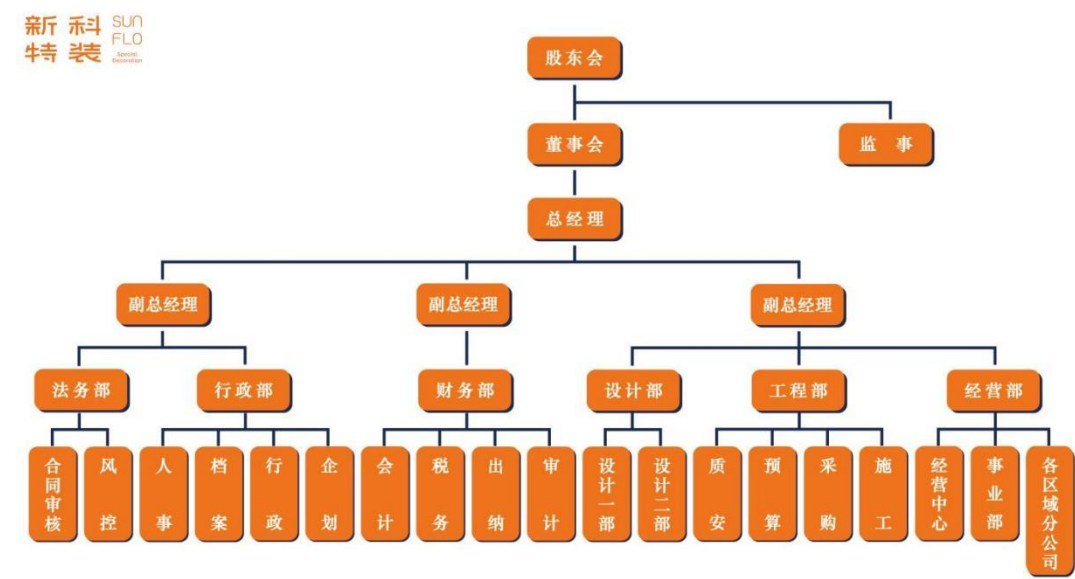 新科
特装
SUN
FLO
Special
Decoration
股东会
董事会
监事
总经理
副总经理
副总经理
副总经理
法务部
行政部
财务部
设计部
工程部
经营部
合同审核
风控
人事
档案
行政
企划
会计
税务
出纳
审计
设计一部
设计二部
质安
预算
采购
施工
经营中心
事业部
各区域分公司